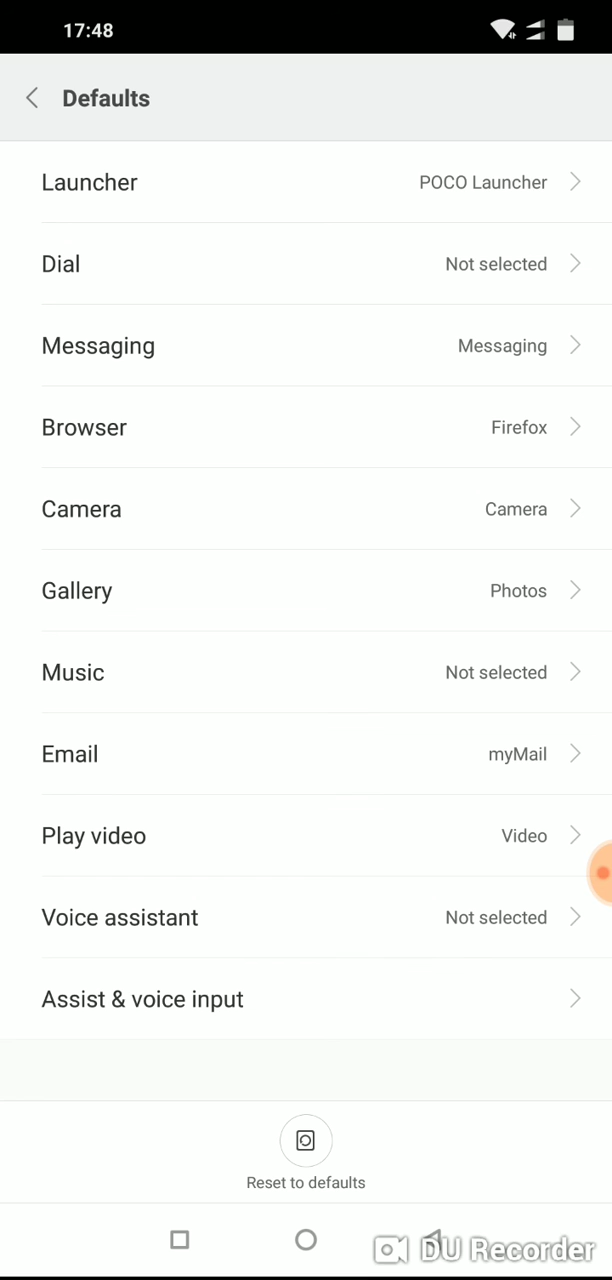 17:48
Defaults
Launcher POCO Launcher
Dial Not selected
Messaging Messaging
Browser Firefox
Camera Camera
Gallery Photos
Music Not selected
Email myMail
Play video Video
Voice assistant Not selected
Assist & voice input
Reset to defaults
DU Recorder